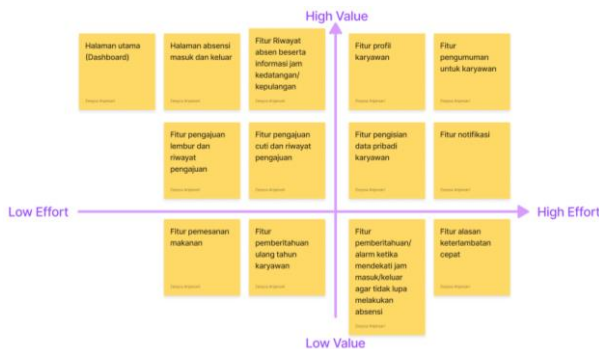 High Value
Halaman utama
(Dashboard)
Halaman absensi
masuk dan keluar
Fitur Riwayat
absen beserta
informasi jam
kedatangan/
kepulangan
Fitur profil
karyawan
Fitur
pengumuman
untuk karyawan
Fitur pengajuan
lembur dan
riwayat
pengajuan
Fitur pengajuan
cuti dan riwayat
pengajuan
Fitur pengisian
data pribadi
karyawan
Fitur notifikasi
Low Effort
High Effort
Fitur pemesanan
makanan
Fitur
pemberitahuan
ulang tahun
karyawan
Fitur
pemberitahuan/
alarm ketika
mendekati jam
masuk/keluar
agar tidak lupa
melakukan
absensi
Fitur alasan
keterlambatan
cepat
Low Value